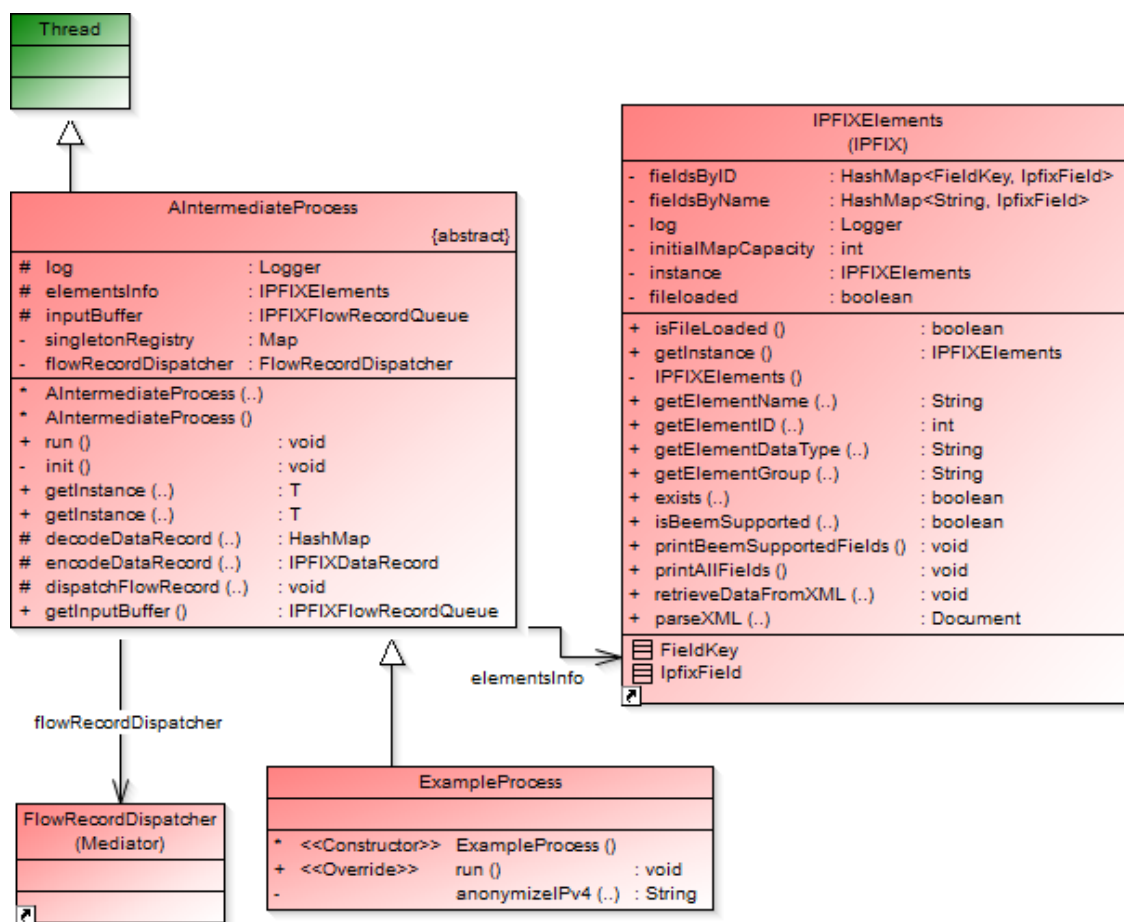 Thread
AIntermediateProcess
{abstract}
# log : Logger
# elementsInfo : IPFIXElements
# inputBuffer : IPFIXFlowRecordQueue
- singletonRegistry : Map
- flowRecordDispatcher : FlowRecordDispatcher
* AIntermediateProcess (..)
* AIntermediateProcess ()
+ run () : void
- init () : void
+ getInstance (..) : T
+ getInstance (..) : T
# decodeDataRecord (..) : HashMap
# encodeDataRecord (..) : IPFIXDataRecord
# dispatchFlowRecord (..) : void
+ getInputBuffer () : IPFIXFlowRecordQueue
IPFIXElements
(IPFIX)
- fieldsByID : HashMap<FieldKey, IpfixField>
- fieldsByName : HashMap<String, IpfixField>
- log : Logger
- initialMapCapacity : int
- instance : IPFIXElements
- fileloaded : boolean
+ isFileLoaded () : boolean
+ getInstance () : IPFIXElements
- IPFIXElements ()
+ getElementName (..) : String
+ getElementID (..) : int
+ getElementDataType (..) : String
+ getElementGroup (..) : String
+ exists (..) : boolean
+ isBeemSupported (..) : boolean
+ printBeemSupportedFields () : void
+ printAllFields () : void
+ retrieveDataFromXML (..) : void
+ parseXML (..) : Document
FieldKey
IpfixField
elementsInfo
flowRecordDispatcher
FlowRecordDispatcher
(Mediator)
ExampleProcess
* <<Constructor>> ExampleProcess ()
+ <<Override>> run () : void
- anonymizeIPv4 (..) : String